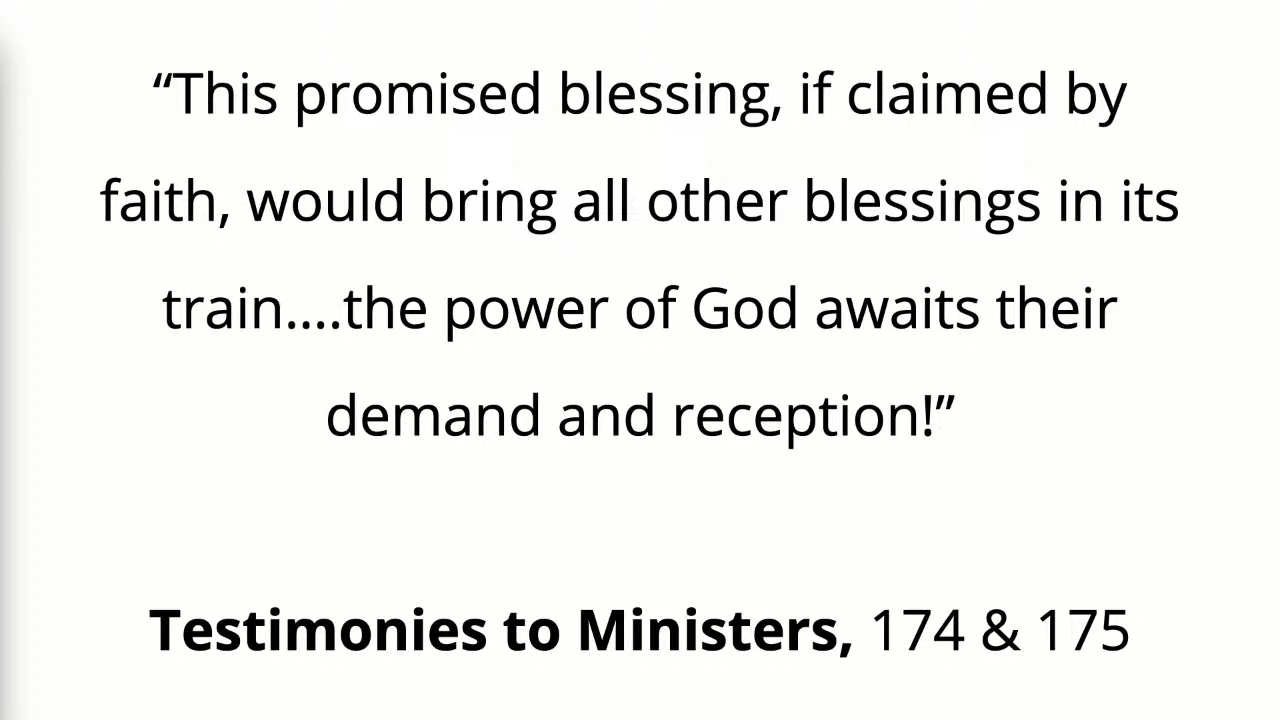 “This promised blessing, if claimed by
faith, would bring all other blessings in its
train....the power of God awaits their
demand and reception!”
Testimonies to Ministers, 174 & 175